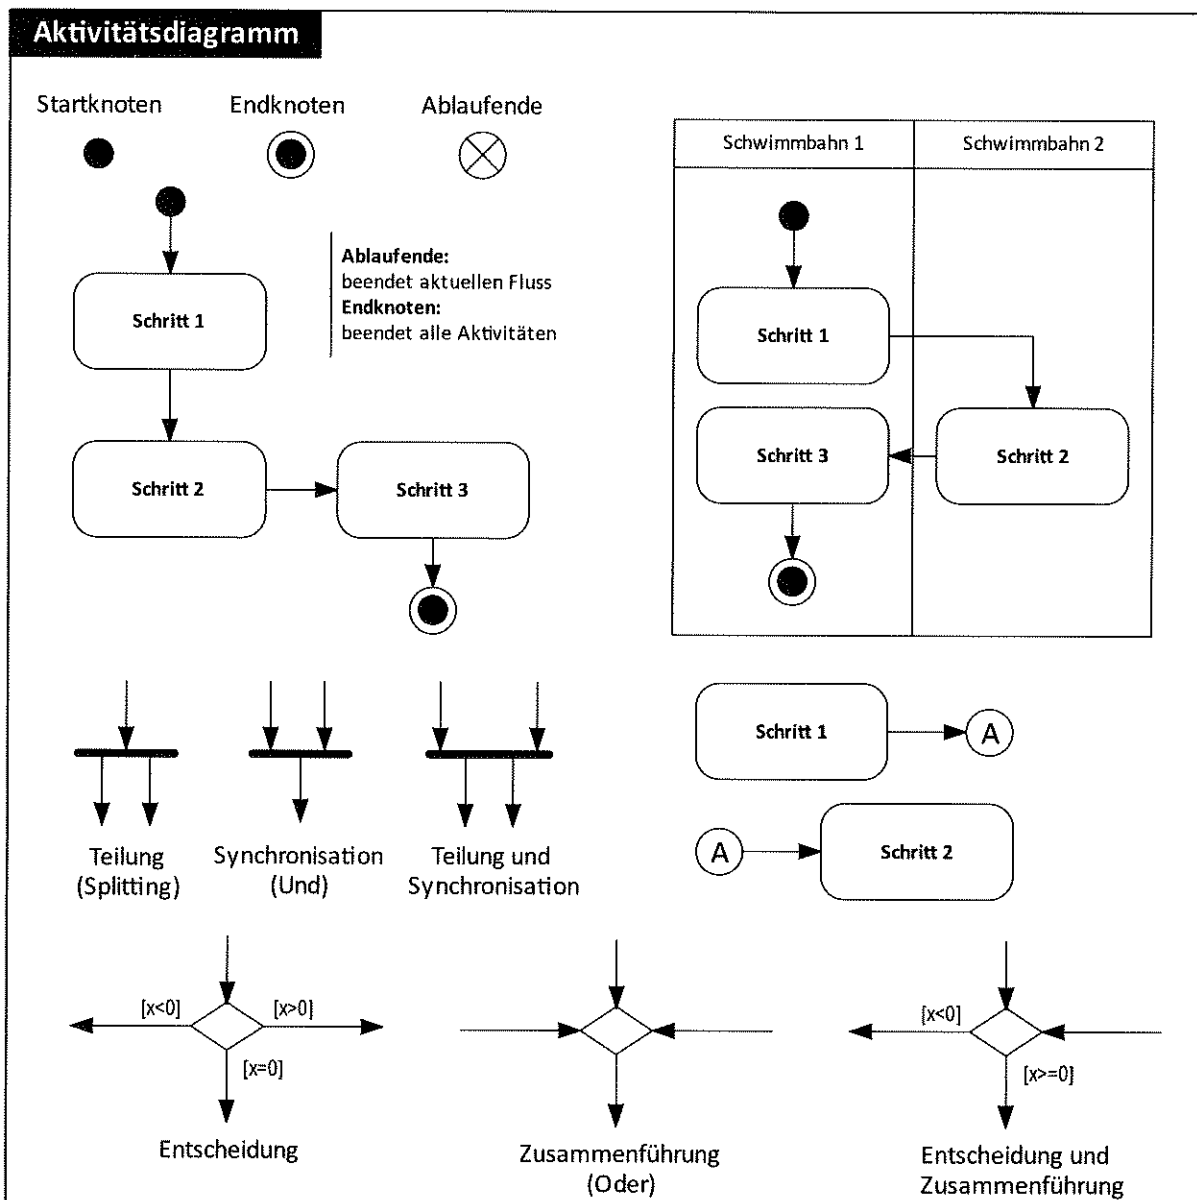 Aktivitätsdiagramm
Startknoten
Endknoten
Ablaufende
Ablaufende:
beendet aktuellen Fluss
Endknoten:
beendet alle Aktivitäten
Schritt 1
Schritt 2
Schritt 3
Schwimmbahn 1
Schwimmbahn 2
Schritt 1
Schritt 3
Schritt 2
Teilung
(Splitting)
Synchronisation
(Und)
Teilung und
Synchronisation
Schritt 1
A
A
Schritt 2
[x<0]
[x>0]
[x=0]
Entscheidung
Zusammenführung
(Oder)
[x<0]
[x>=0]
Entscheidung und
Zusammenführung